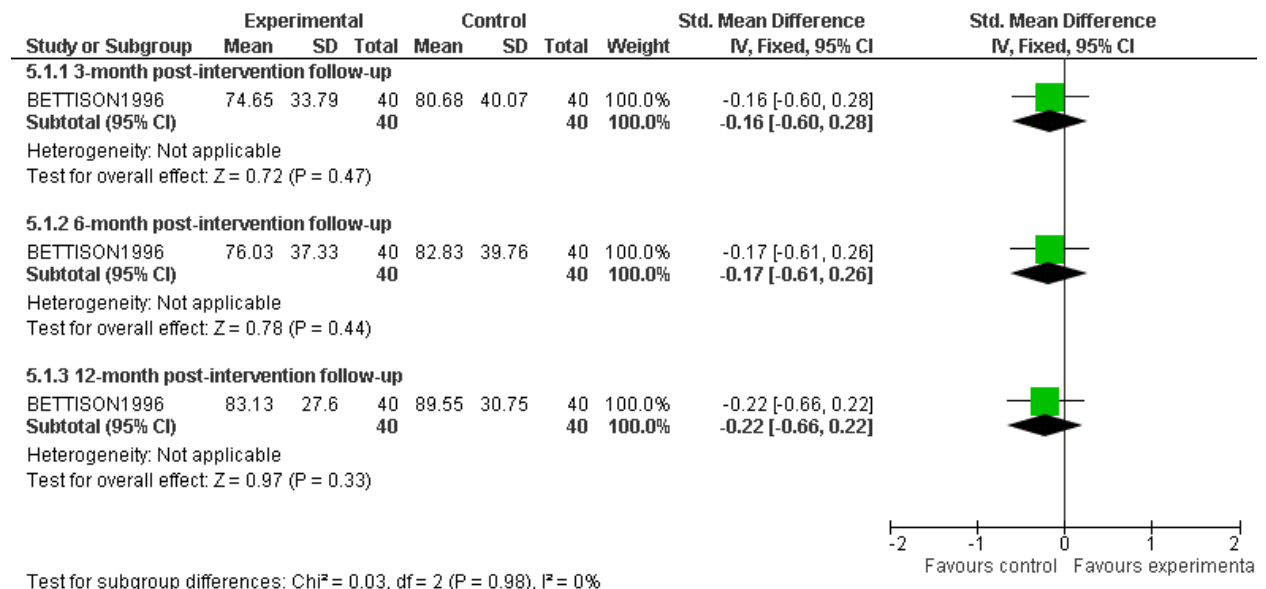 Experimental Control Std. Mean Difference Std. Mean Difference
Study or Subgroup Mean SD Total Mean SD Total Weight IV, Fixed, 95% CI IV, Fixed, 95% CI
5.1.1 3-month post-intervention follow-up
BETTISON1996 74.65 33.79 40 80.68 40.07 40 100.0% -0.16 [-0.60, 0.28]
Subtotal (95% CI) 40 40 100.0% -0.16 [-0.60, 0.28]
Heterogeneity: Not applicable
Test for overall effect: Z = 0.72 (P = 0.47)
5.1.2 6-month post-intervention follow-up
BETTISON1996 76.03 37.33 40 82.83 39.76 40 100.0% -0.17 [-0.61, 0.26]
Subtotal (95% CI) 40 40 100.0% -0.17 [-0.61, 0.26]
Heterogeneity: Not applicable
Test for overall effect: Z = 0.78 (P = 0.44)
5.1.3 12-month post-intervention follow-up
BETTISON1996 83.13 27.6 40 89.55 30.75 40 100.0% -0.22 [-0.66, 0.22]
Subtotal (95% CI) 40 40 100.0% -0.22 [-0.66, 0.22]
Heterogeneity: Not applicable
Test for overall effect: Z = 0.97 (P = 0.33)
-2 -1 0 1 2
Favours control Favours experimenta
Test for subgroup differences: Chi² = 0.03, df = 2 (P = 0.98), I² = 0%